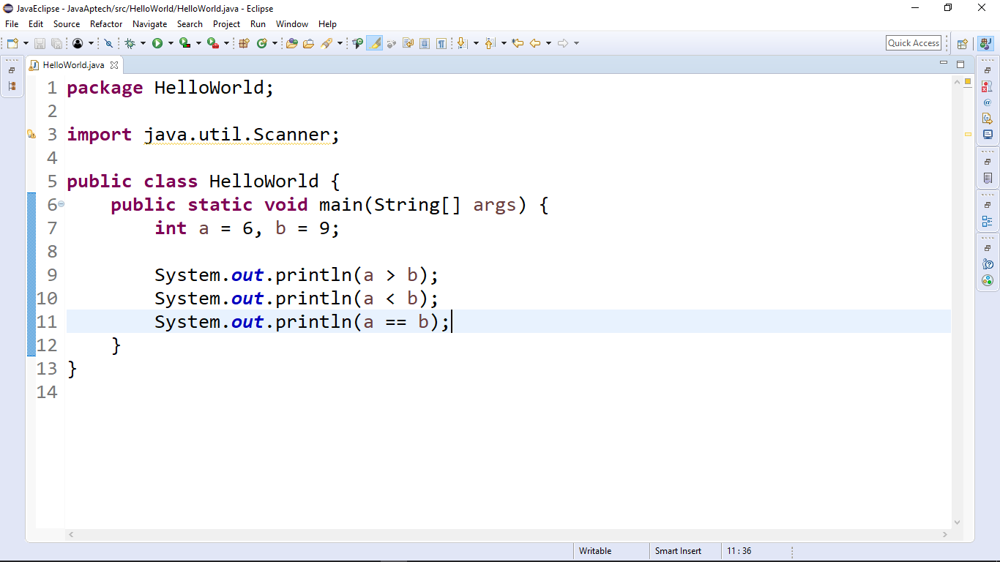 JavaEclipse - JavaAptech/src/HelloWorld/HelloWorld.java - Eclipse
File Edit Source Refactor Navigate Search Project Run Window Help
Quick Access
HelloWorld.java
1 package HelloWorld;
2
3 import java.util.Scanner;
4
5 public class HelloWorld {
6 public static void main(String[] args) {
7 int a = 6, b = 9;
8
9 System.out.println(a > b);
10 System.out.println(a < b);
11 System.out.println(a == b);
12 }
13 }
14
Writable Smart Insert 11 : 36